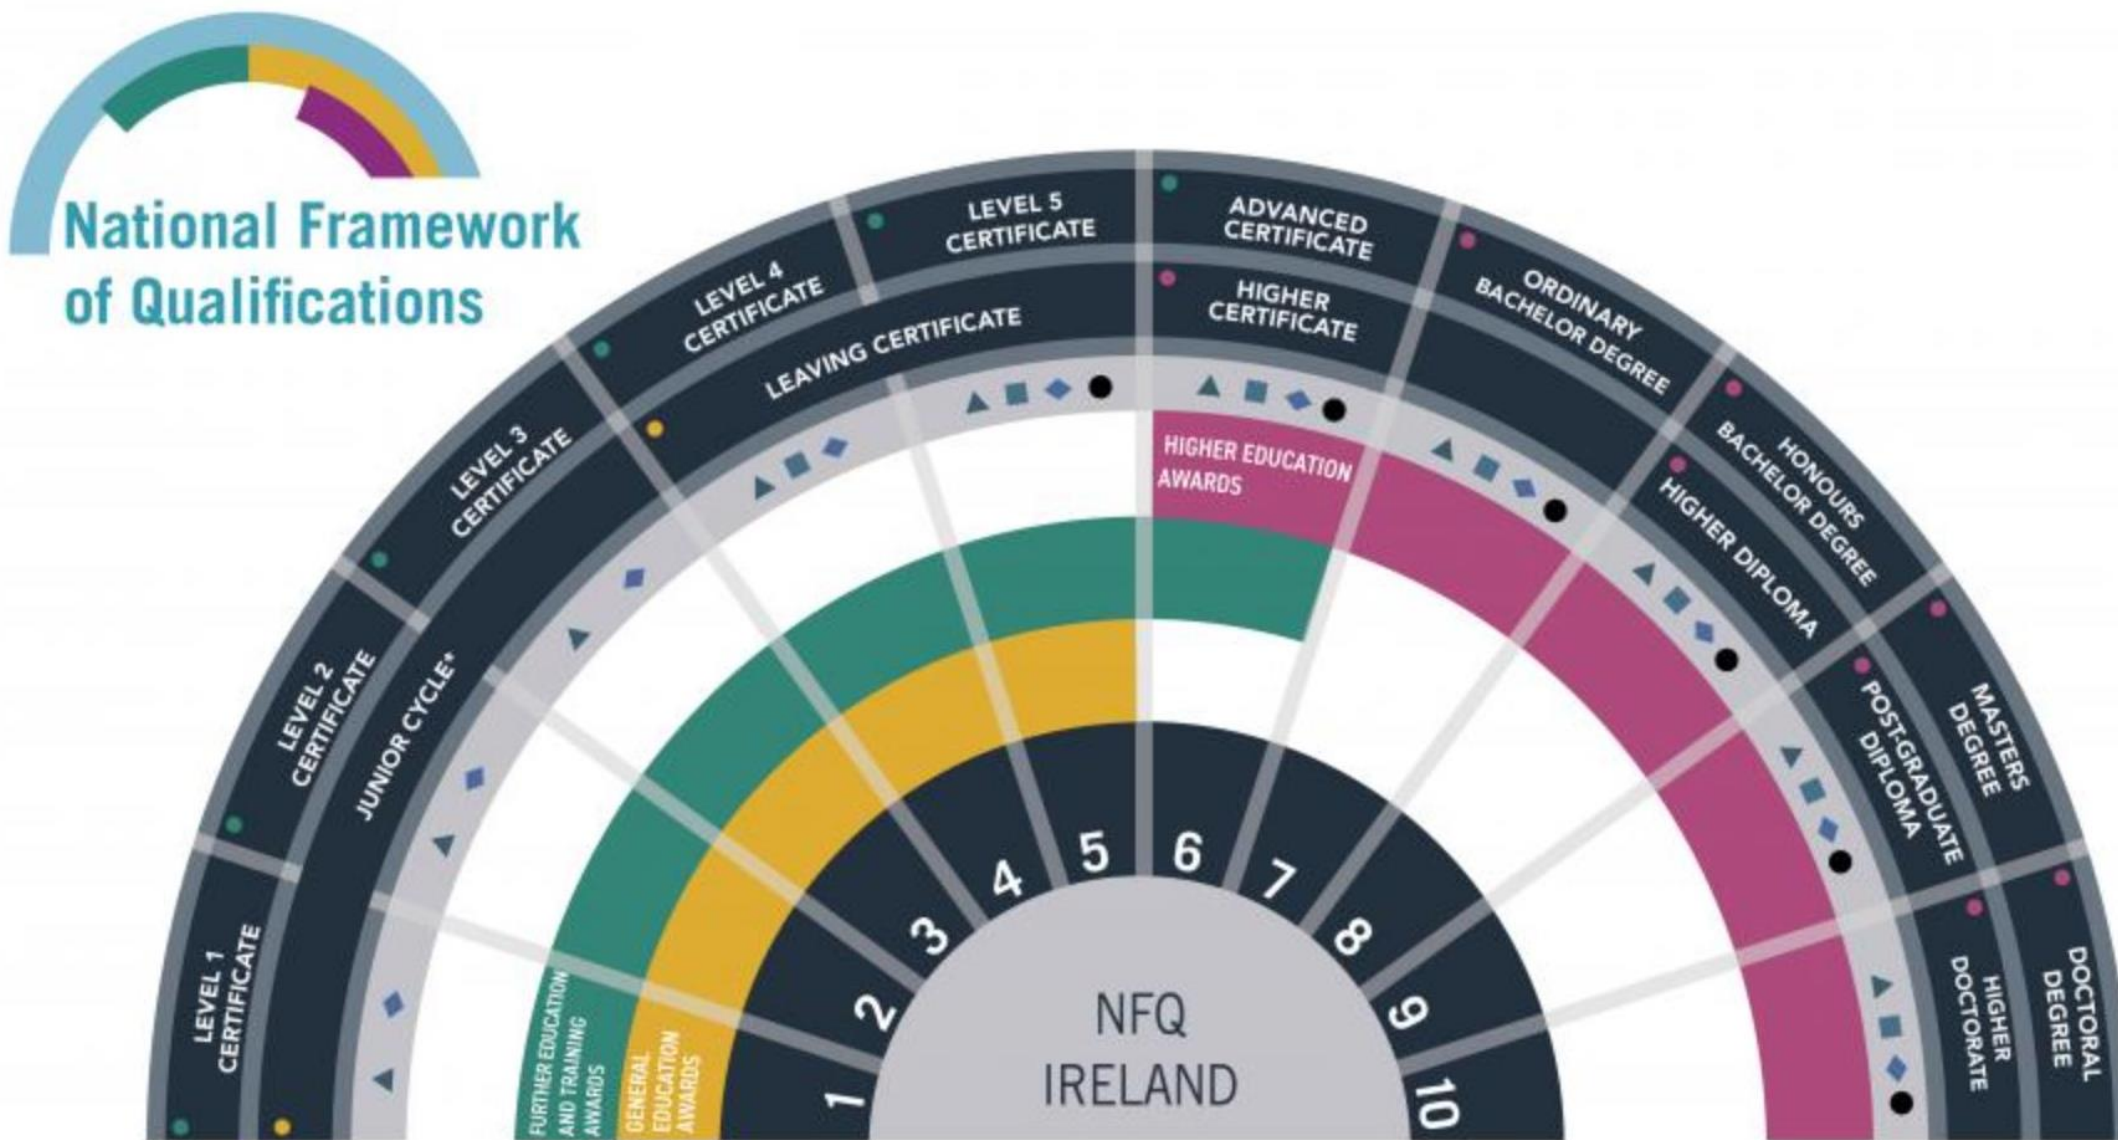 National Framework
of Qualifications
LEVEL 1
CERTIFICATE
LEVEL 2
CERTIFICATE
LEVEL 3
CERTIFICATE
LEVEL 4
CERTIFICATE
LEVEL 5
CERTIFICATE
ADVANCED
CERTIFICATE
ORDINARY
BACHELOR DEGREE
HONOURS
BACHELOR DEGREE
MASTERS
DEGREE
DOCTORAL
DEGREE
JUNIOR CYCLE*
LEAVING CERTIFICATE
HIGHER
CERTIFICATE
HIGHER DIPLOMA
POST-GRADUATE
DIPLOMA
HIGHER
DOCTORATE
HIGHER EDUCATION
AWARDS
FURTHER EDUCATION
AND TRAINING
AWARDS
GENERAL
EDUCATION
AWARDS
1
2
3
4
5
6
7
8
9
10
NFQ
IRELAND